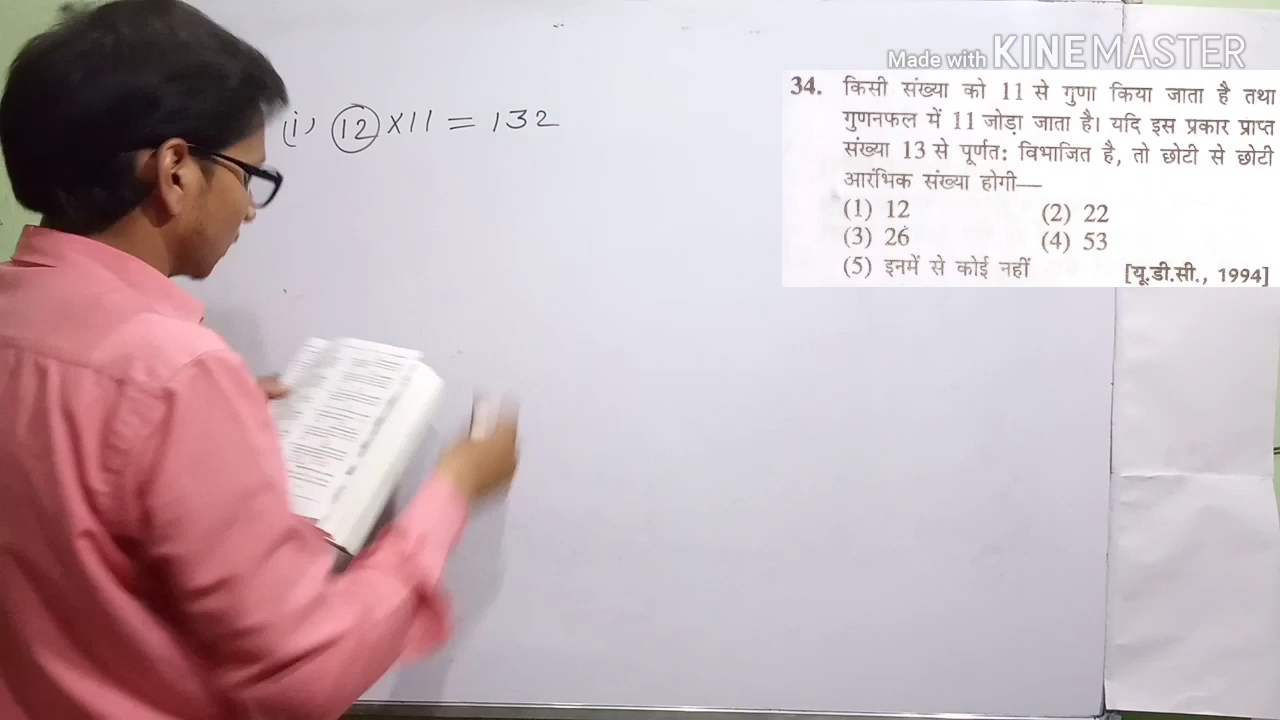 Made with KINEMASTER
(i) 12 X 11 = 132
34. किसी संख्या को 11 से गुणा किया जाता है तथा
गुणनफल में 11 जोड़ा जाता है। यदि इस प्रकार प्राप्त
संख्या 13 से पूर्णत: विभाजित है, तो छोटी से छोटी
आरंभिक संख्या होगी—
(1) 12 (2) 22
(3) 26 (4) 53
(5) इनमें से कोई नहीं [यू.डी.सी., 1994]